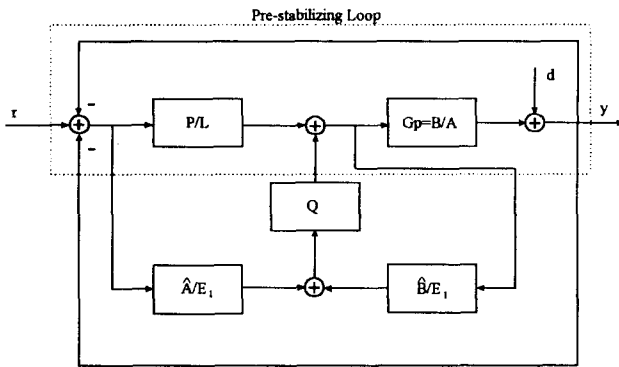 Pre-stabilizing Loop
d
r
−
P/L
Gp=B/A
y
−
Q
Â/E₁
B̂/E₁